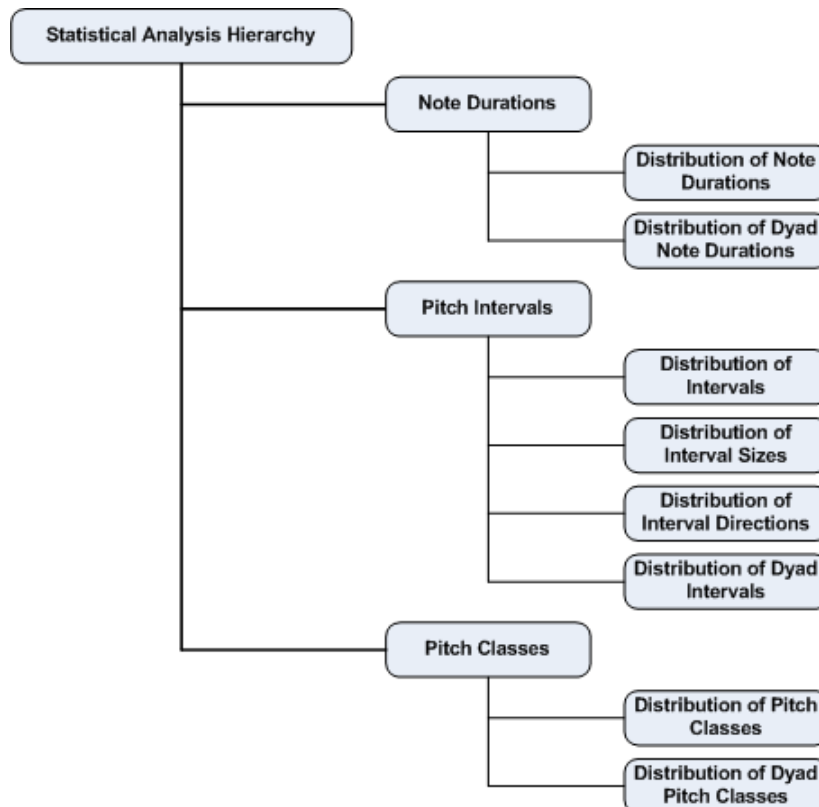 Statistical Analysis Hierarchy
Note Durations
Distribution of Note
Durations
Distribution of Dyad
Note Durations
Pitch Intervals
Distribution of
Intervals
Distribution of
Interval Sizes
Distribution of
Interval Directions
Distribution of Dyad
Intervals
Pitch Classes
Distribution of Pitch
Classes
Distribution of Dyad
Pitch Classes